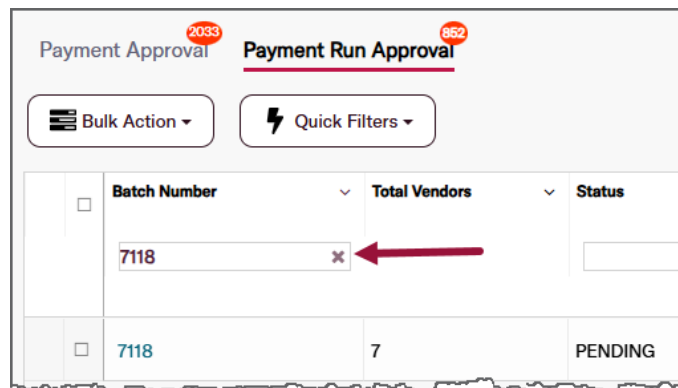 2033
852
Payment Approval Payment Run Approval
Bulk Action Quick Filters
Batch Number Total Vendors Status
7118
7118 7 PENDING